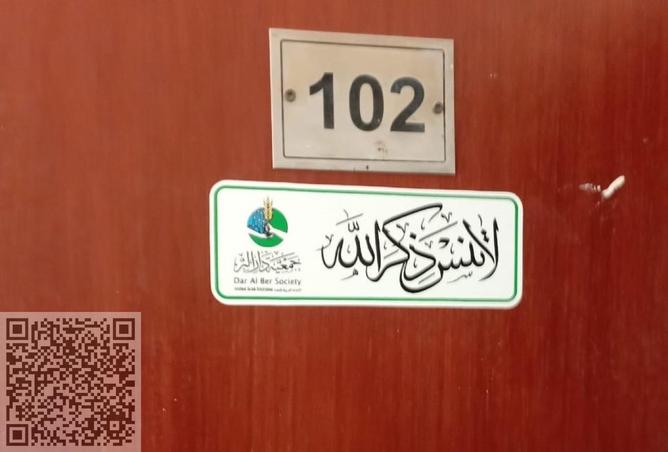 102
لا تنس ذكر الله
جمعية دار البر
Dar Al Ber Society